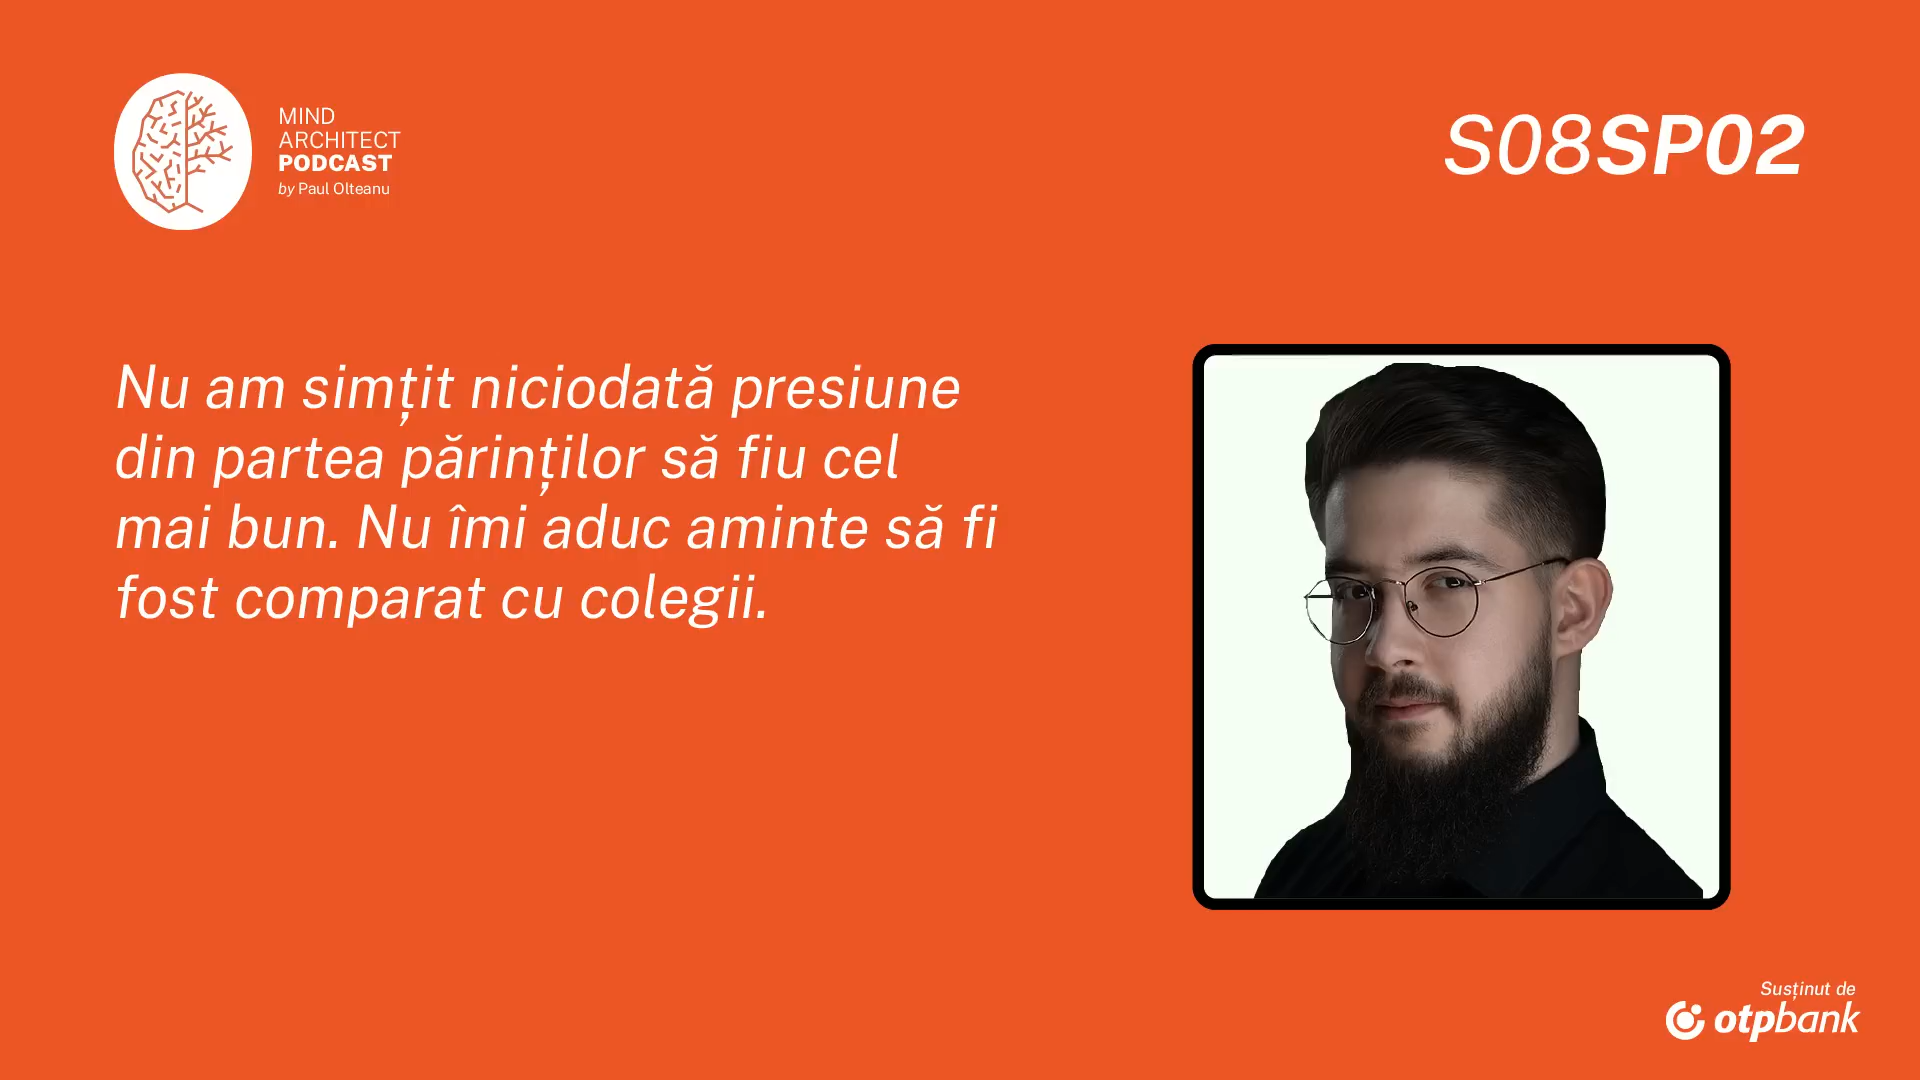 MIND
ARCHITECT
PODCAST
by Paul Olteanu
S08SP02
Nu am simțit niciodată presiune
din partea părinților să fiu cel
mai bun. Nu îmi aduc aminte să fi
fost comparat cu colegii.
Susținut de
otpbank